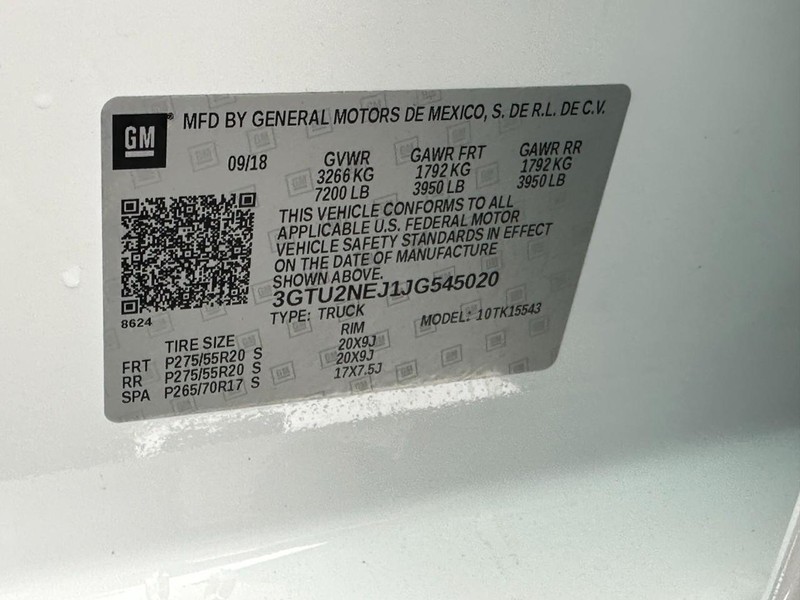 GM® MFD BY GENERAL MOTORS DE MEXICO, S. DE R.L. DE C.V.
09/18 GVWR GAWR FRT GAWR RR
3266 KG 1792 KG 1792 KG
7200 LB 3950 LB 3950 LB
THIS VEHICLE CONFORMS TO ALL
APPLICABLE U.S. FEDERAL MOTOR
VEHICLE SAFETY STANDARDS IN EFFECT
ON THE DATE OF MANUFACTURE
SHOWN ABOVE.
3GTU2NEJ1JG545020
8624 TYPE: TRUCK MODEL: 10TK15543
TIRE SIZE RIM
FRT P275/55R20 S 20X9J
RR P275/55R20 S 20X9J
SPA P265/70R17 S 17X7.5J